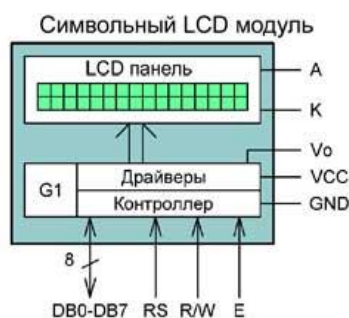 Символьный LCD модуль
LCD панель
A
K
Vo
Драйверы
VCC
G1
Контроллер
GND
8
DB0-DB7 RS R/W E